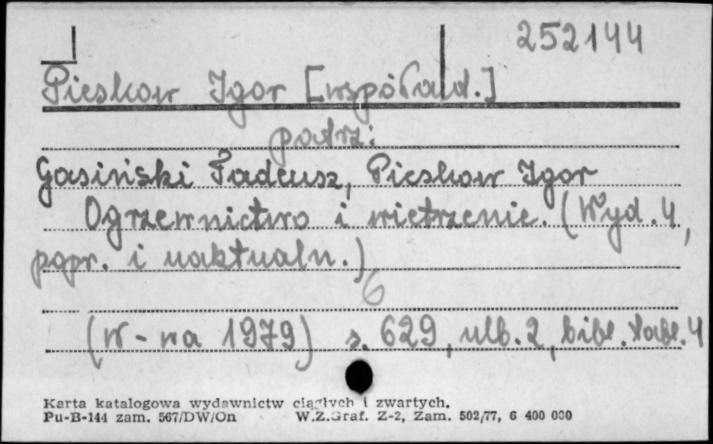 252144
Pieskow Igor [współaut.]
patrz:
Gasiński Tadeusz, Pieskow Igor
Ogrzewnictwo i wietrzenie. (Wyd. 4,
popr. i uaktualn.)
6
(W-wa 1979) s. 629, ulb. 2, bibl. tabl. 4
Karta katalogowa wydawnictw ciągłych i zwartych.
Pu-B-144 zam. 567/DW/On W.Z.Graf. Z-2, Zam. 502/77, 6 400 000